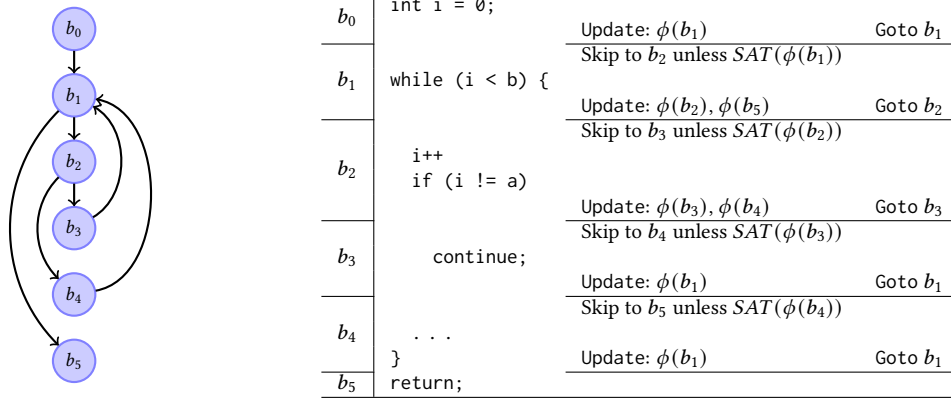 b0
b1
b2
b3
b4
b5
b0
int i = 0;
Update: ϕ(b1) Goto b1
Skip to b2 unless SAT(ϕ(b1))
b1
while (i < b) {
Update: ϕ(b2), ϕ(b5) Goto b2
Skip to b3 unless SAT(ϕ(b2))
b2
i++
if (i != a)
Update: ϕ(b3), ϕ(b4) Goto b3
Skip to b4 unless SAT(ϕ(b3))
b3
continue;
Update: ϕ(b1) Goto b1
Skip to b5 unless SAT(ϕ(b4))
b4
...
}
Update: ϕ(b1) Goto b1
b5
return;